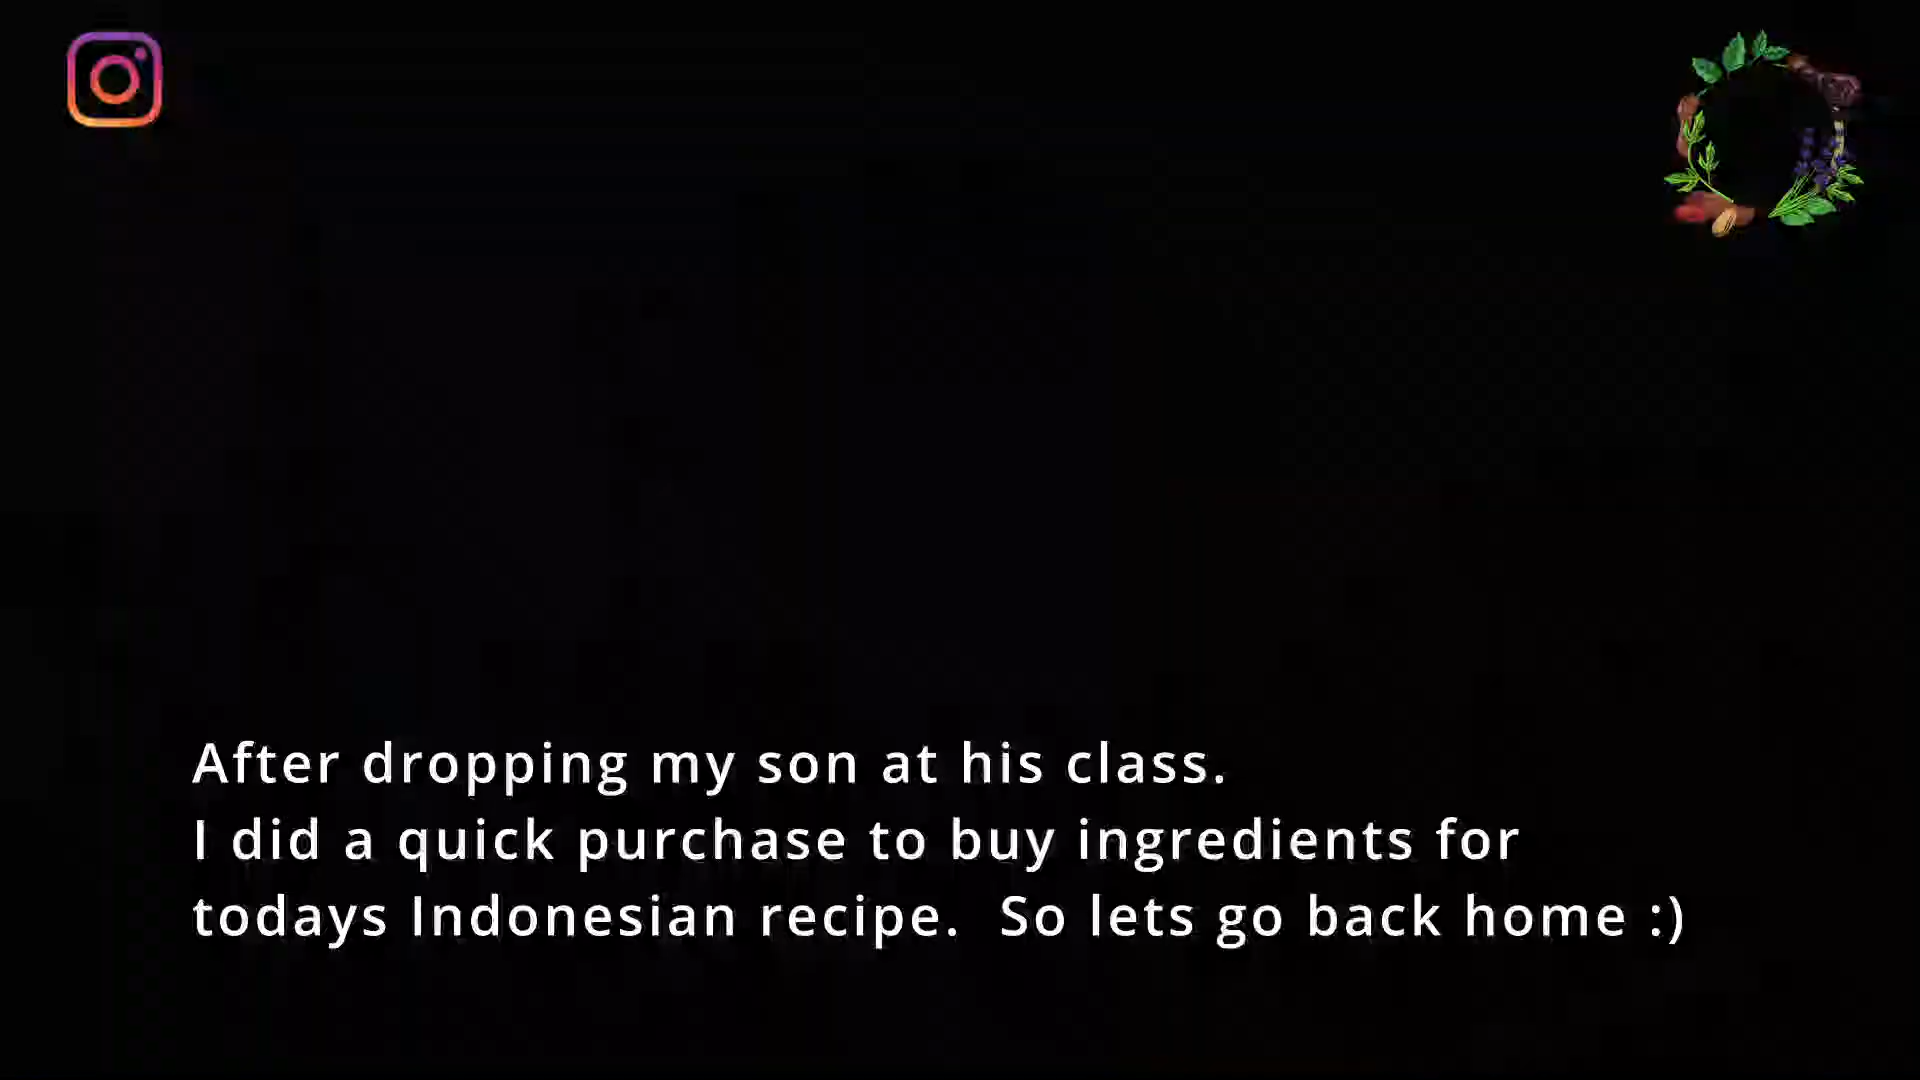 After dropping my son at his class.
I did a quick purchase to buy ingredients for
todays Indonesian recipe.  So lets go back home :)